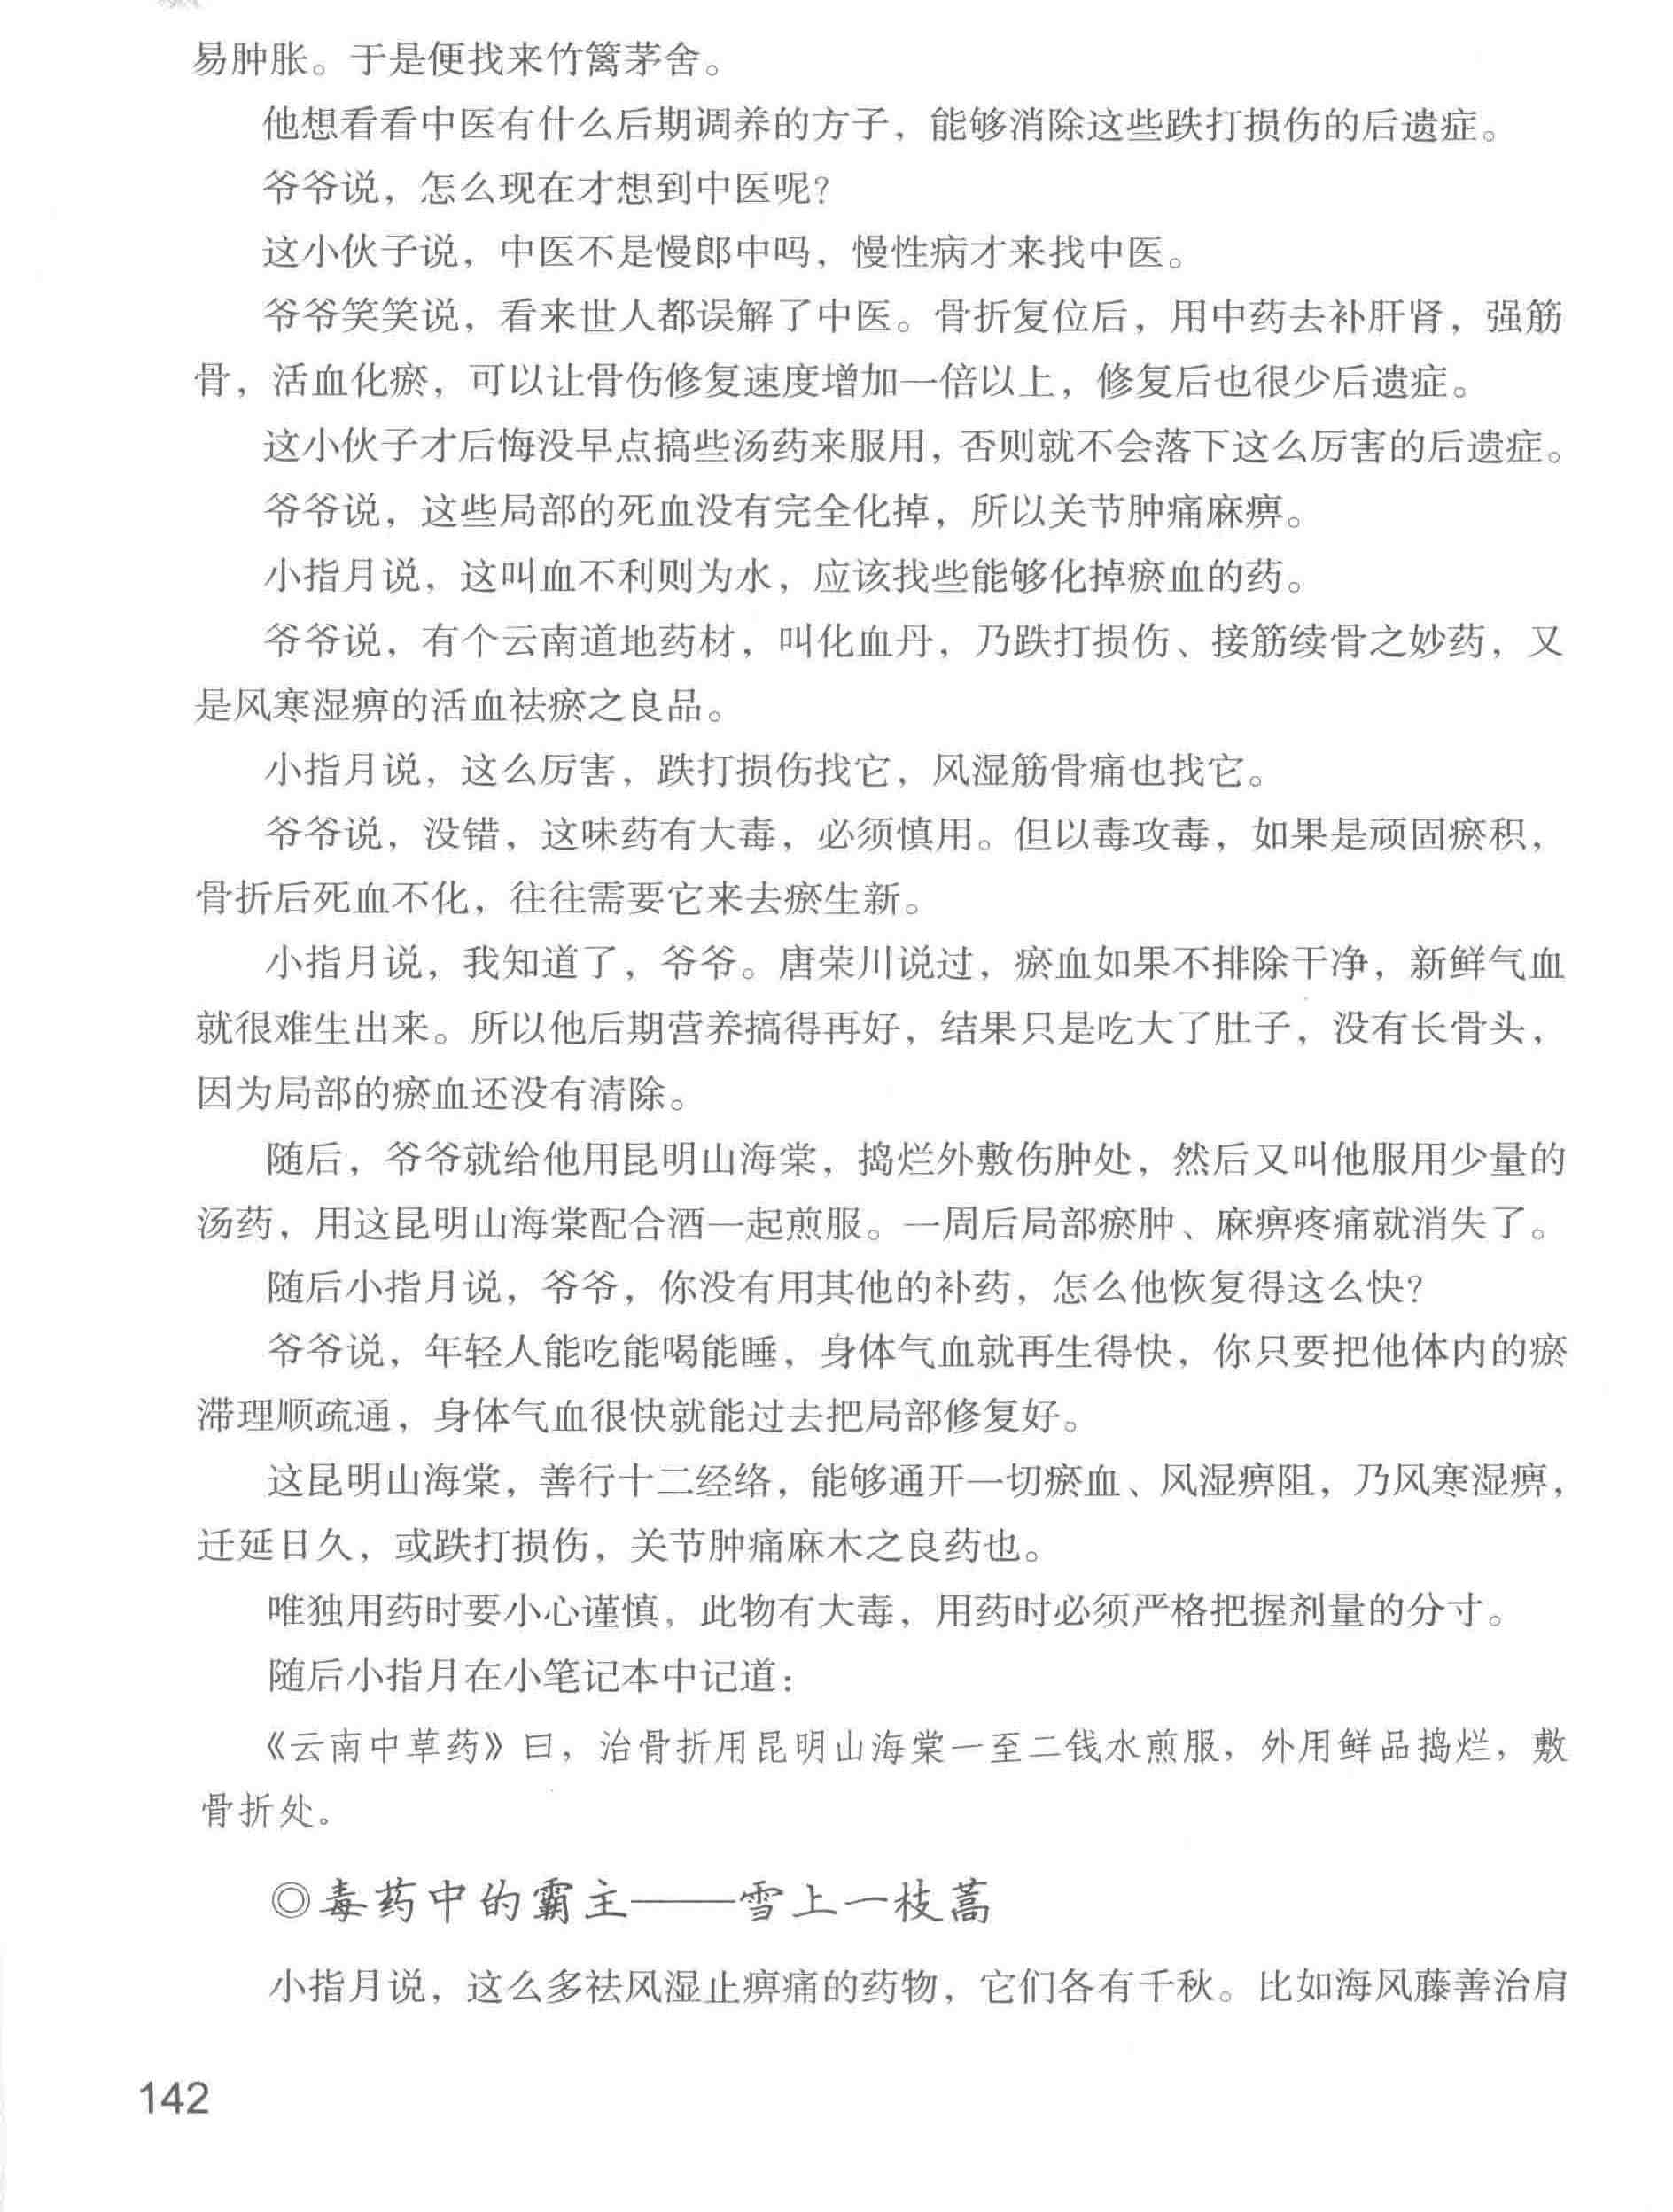 易肿胀。于是便找来竹篱茅舍。
他想看看中医有什么后期调养的方子，能够消除这些跌打损伤的后遗症。
爷爷说，怎么现在才想到中医呢？
这小伙子说，中医不是慢郎中吗，慢性病才来找中医。
爷爷笑笑说，看来世人都误解了中医。骨折复位后，用中药去补肝肾，强筋
骨，活血化瘀，可以让骨伤修复速度增加一倍以上，修复后也很少后遗症。
这小伙子才后悔没早点搞些汤药来服用，否则就不会落下这么厉害的后遗症。
爷爷说，这些局部的死血没有完全化掉，所以关节肿痛麻痹。
小指月说，这叫血不利则为水，应该找些能够化掉瘀血的药。
爷爷说，有个云南道地药材，叫化血丹，乃跌打损伤、接筋续骨之妙药，又
是风寒湿痹的活血祛瘀之良品。
小指月说，这么厉害，跌打损伤找它，风湿筋骨痛也找它。
爷爷说，没错，这味药有大毒，必须慎用。但以毒攻毒，如果是顽固瘀积，
骨折后死血不化，往往需要它来去瘀生新。
小指月说，我知道了，爷爷。唐荣川说过，瘀血如果不排除干净，新鲜气血
就很难生出来。所以他后期营养搞得再好，结果只是吃大了肚子，没有长骨头，
因为局部的瘀血还没有清除。
随后，爷爷就给他用昆明山海棠，捣烂外敷伤肿处，然后又叫他服用少量的
汤药，用这昆明山海棠配合酒一起煎服。一周后局部瘀肿、麻痹疼痛就消失了。
随后小指月说，爷爷，你没有用其他的补药，怎么他恢复得这么快？
爷爷说，年轻人能吃能喝能睡，身体气血就再生得快，你只要把他体内的瘀
滞理顺疏通，身体气血很快就能过去把局部修复好。
这昆明山海棠，善行十二经络，能够通开一切瘀血、风湿痹阻，乃风寒湿痹，
迁延日久，或跌打损伤，关节肿痛麻木之良药也。
唯独用药时要小心谨慎，此物有大毒，用药时必须严格把握剂量的分寸。
随后小指月在小笔记本中记道：
《云南中草药》曰，治骨折用昆明山海棠一至二钱水煎服，外用鲜品捣烂，敷
骨折处。
◎毒药中的霸主——雪上一枝蒿
小指月说，这么多祛风湿止痹痛的药物，它们各有千秋。比如海风藤善治肩
142